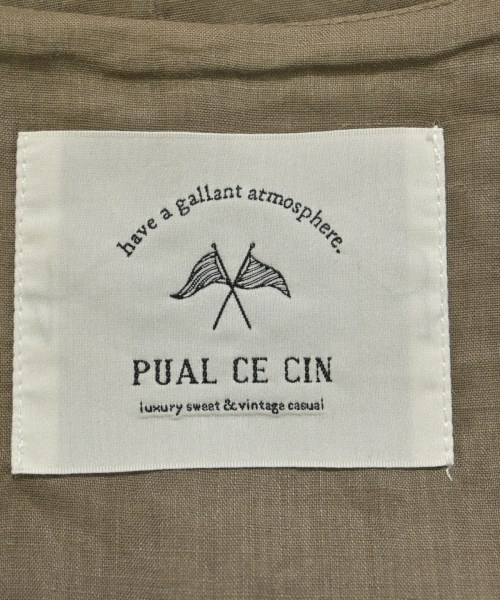 have a gallant atmosphere.
PUAL CE CIN
luxury sweet & vintage casual